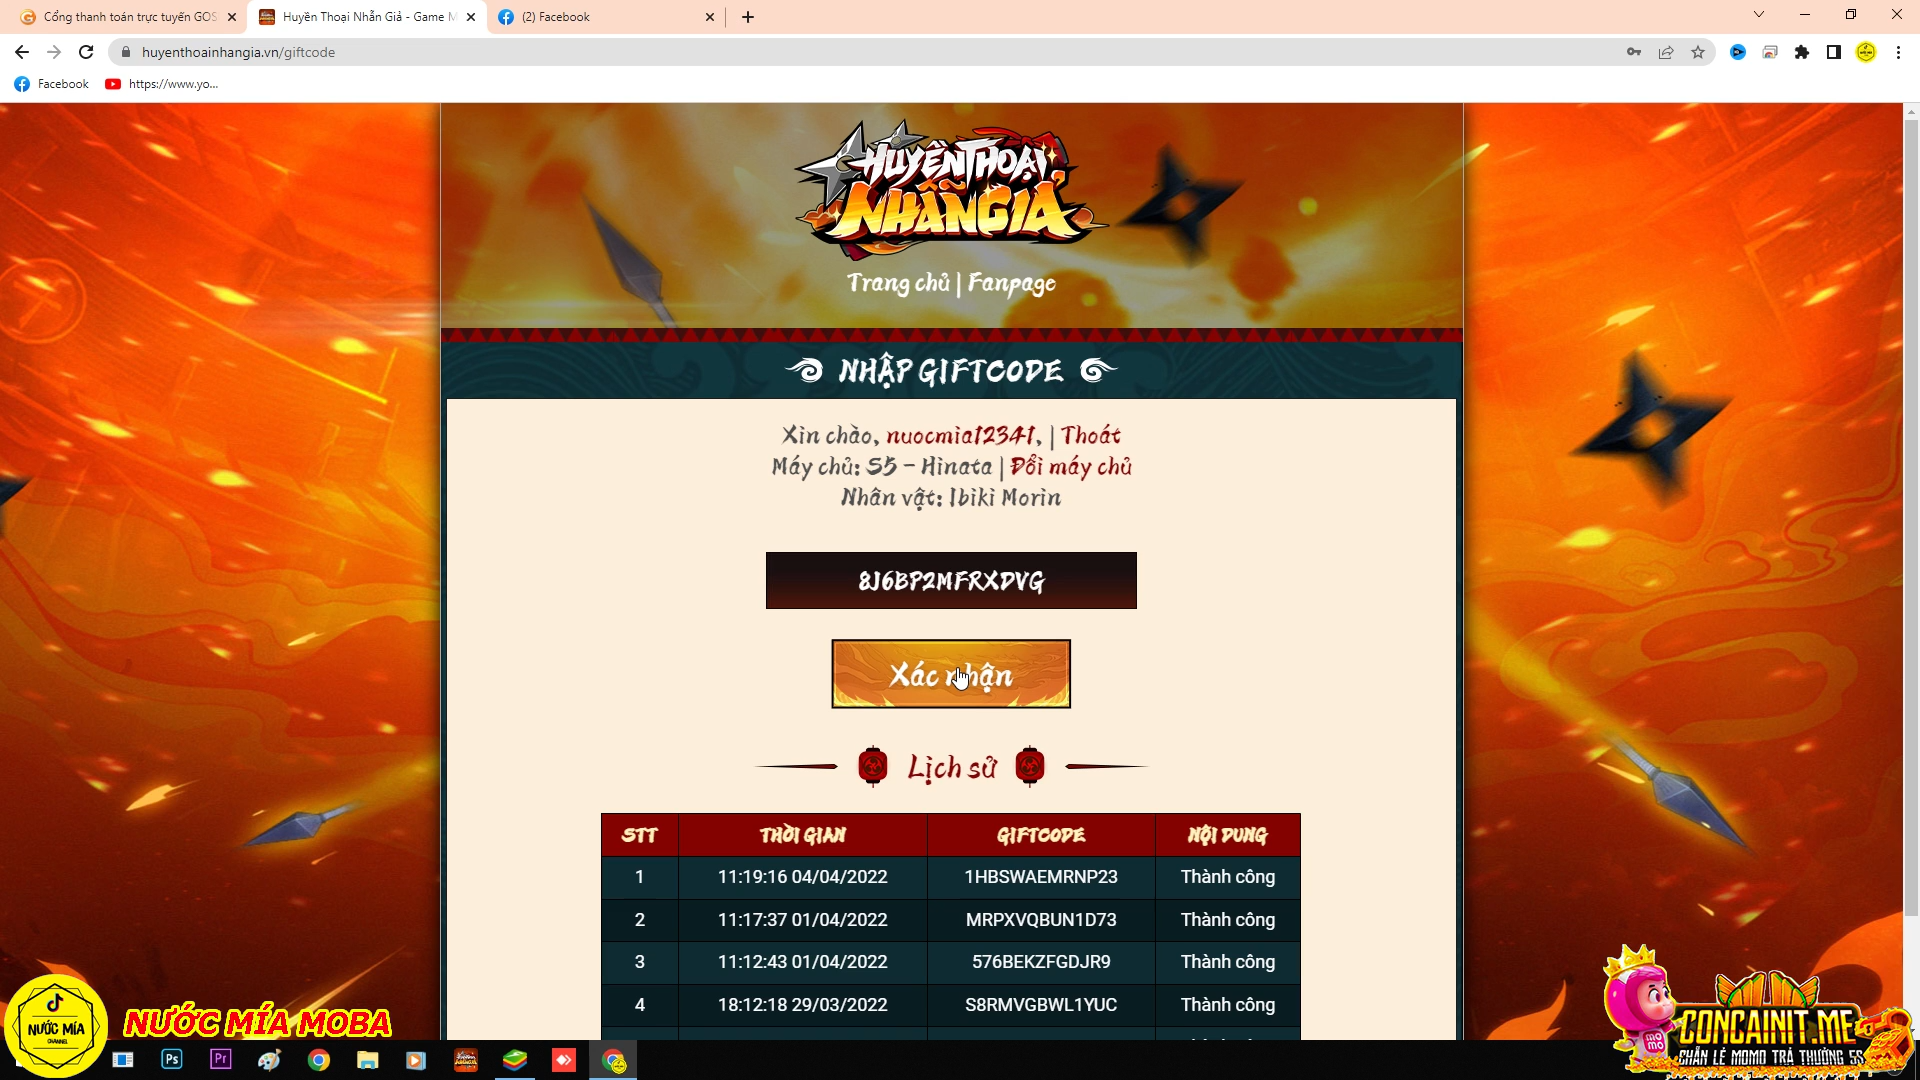 Cổng thanh toán trực tuyến GOS
Huyền Thoại Nhẫn Giả - Game M
(2) Facebook
huyenthoainhangia.vn/giftcode
Facebook
https://www.yo...
HUYỀN THOẠI
NHẪN GIẢ
Trang chủ | Fanpage
NHẬP GIFTCODE
Xin chào, nuocmia12341, | Thoát
Máy chủ: S5 - Hinata | Đổi máy chủ
Nhân vật: Ibiki Morin
8J6BP2MFRXDVG
Xác nhận
Lịch sử
STT THỜI GIAN GIFTCODE NỘI DUNG
1 11:19:16 04/04/2022 1HBSWAEMRNP23 Thành công
2 11:17:37 01/04/2022 MRPXVQBUN1D73 Thành công
3 11:12:43 01/04/2022 576BEKZFGDJR9 Thành công
4 18:12:18 29/03/2022 S8RMVGBWL1YUC Thành công
NƯỚC MÍA
CHANNEL
NƯỚC MÍA MOBA
Ps
Pr
momo
CONCAINIT.ME
CHẴN LẺ MOMO TRẢ THƯỞNG 5S